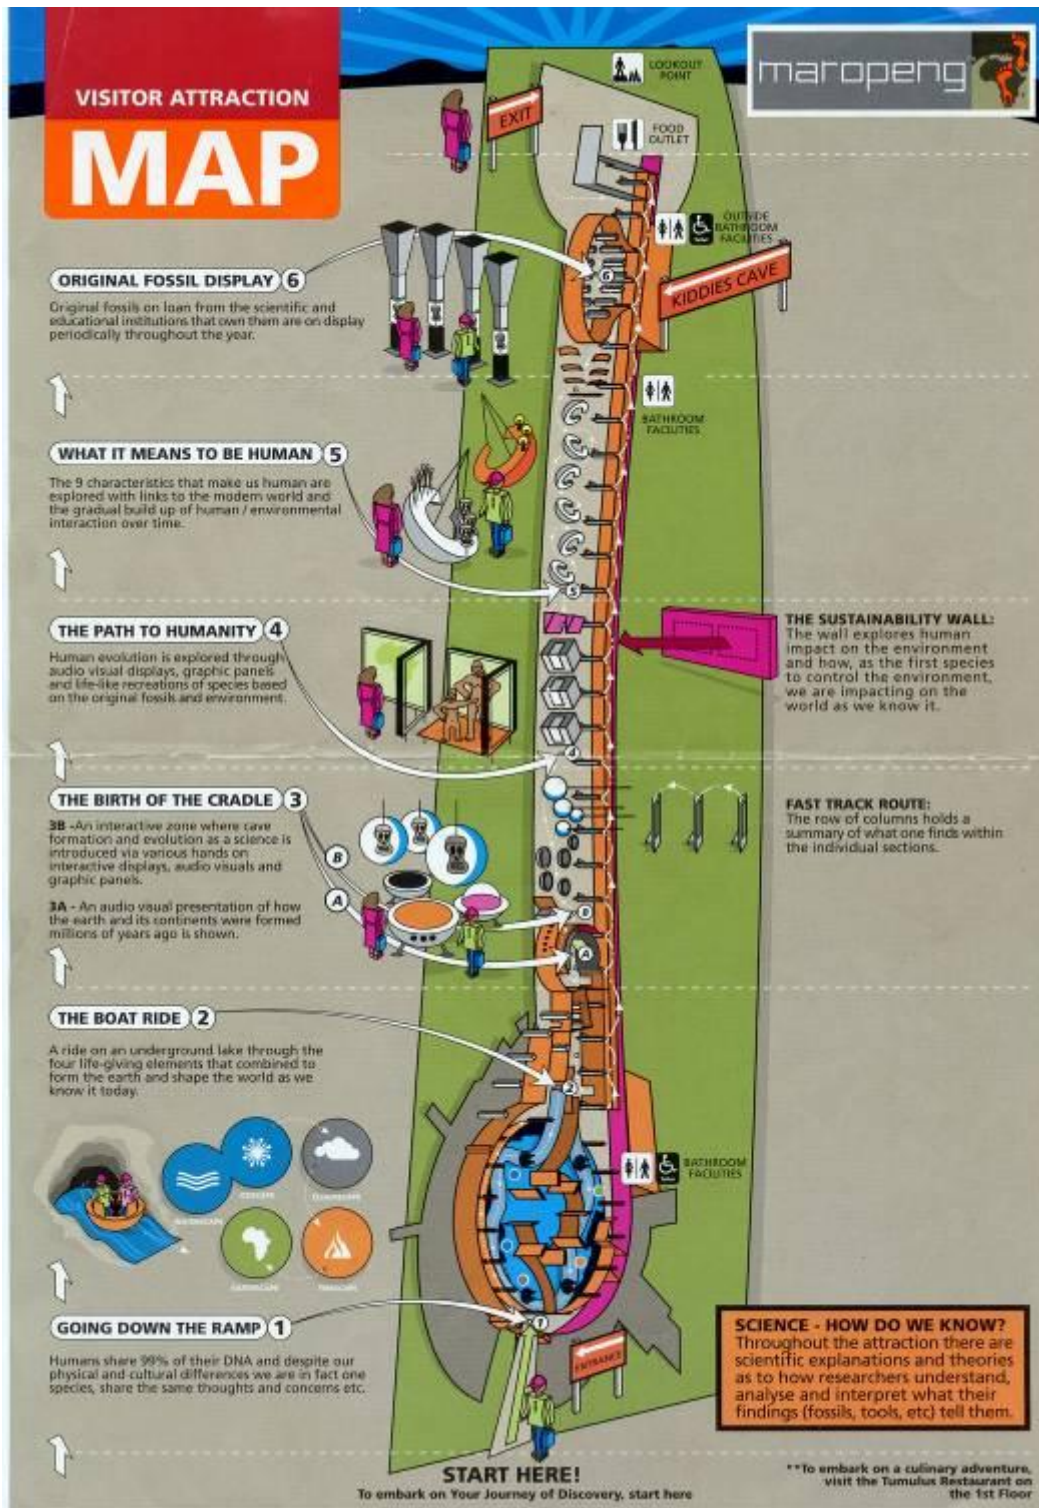 VISITOR ATTRACTION
MAP
maropeng
LOOKOUT
POINT
EXIT
FOOD
OUTLET
OUTSIDE
BATHROOM
FACILITIES
KIDDIES CAVE
ORIGINAL FOSSIL DISPLAY 6
Original fossils on loan from the scientific and
educational institutions that own them are on display
periodically throughout the year.
6
BATHROOM
FACILITIES
WHAT IT MEANS TO BE HUMAN 5
The 9 characteristics that make us human are
explored with links to the modern world and
the gradual build up of human / environmental
interaction over time.
5
THE PATH TO HUMANITY 4
Human evolution is explored through
audio visual displays, graphic panels
and life-like recreations of species based
on the original fossils and environment.
4
THE SUSTAINABILITY WALL:
The wall explores human
impact on the environment
and how, as the first species
to control the environment,
we are impacting on the
world as we know it.
THE BIRTH OF THE CRADLE 3
3B -An interactive zone where cave
formation and evolution as a science is
introduced via various hands on
interactive displays, audio visuals and
graphic panels.
3A - An audio visual presentation of how
the earth and its continents were formed
millions of years ago is shown.
B
A
B
A
FAST TRACK ROUTE:
The row of columns holds a
summary of what one finds within
the individual sections.
THE BOAT RIDE 2
A ride on an underground lake through the
four life-giving elements that combined to
form the earth and shape the world as we
know it today.
2
BATHROOM
FACILITIES
GOING DOWN THE RAMP 1
Humans share 99% of their DNA and despite our
physical and cultural differences we are in fact one
species, share the same thoughts and concerns etc.
1
ENTRANCE
SCIENCE - HOW DO WE KNOW?
Throughout the attraction there are
scientific explanations and theories
as to how researchers understand,
analyse and interpret what their
findings (fossils, tools, etc) tell them.
START HERE!
To embark on Your Journey of Discovery, start here
**To embark on a culinary adventure,
visit the Tumulus Restaurant on
the 1st Floor